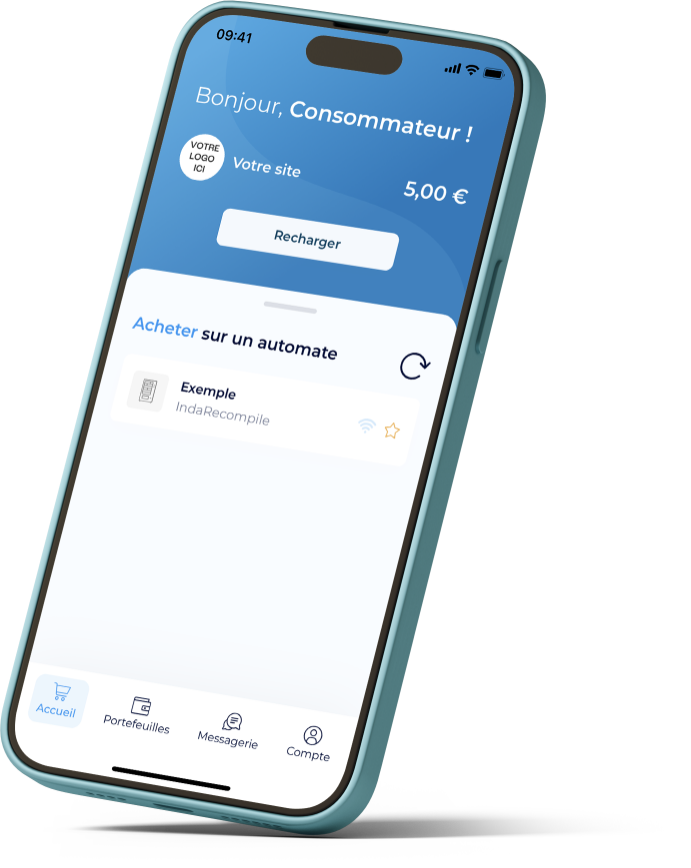 09:41
Bonjour, Consommateur !
VOTRE
LOGO
ICI
Votre site
5,00 €
Recharger
Acheter sur un automate
Exemple
IndaRecompile
Accueil
Portefeuilles
Messagerie
Compte